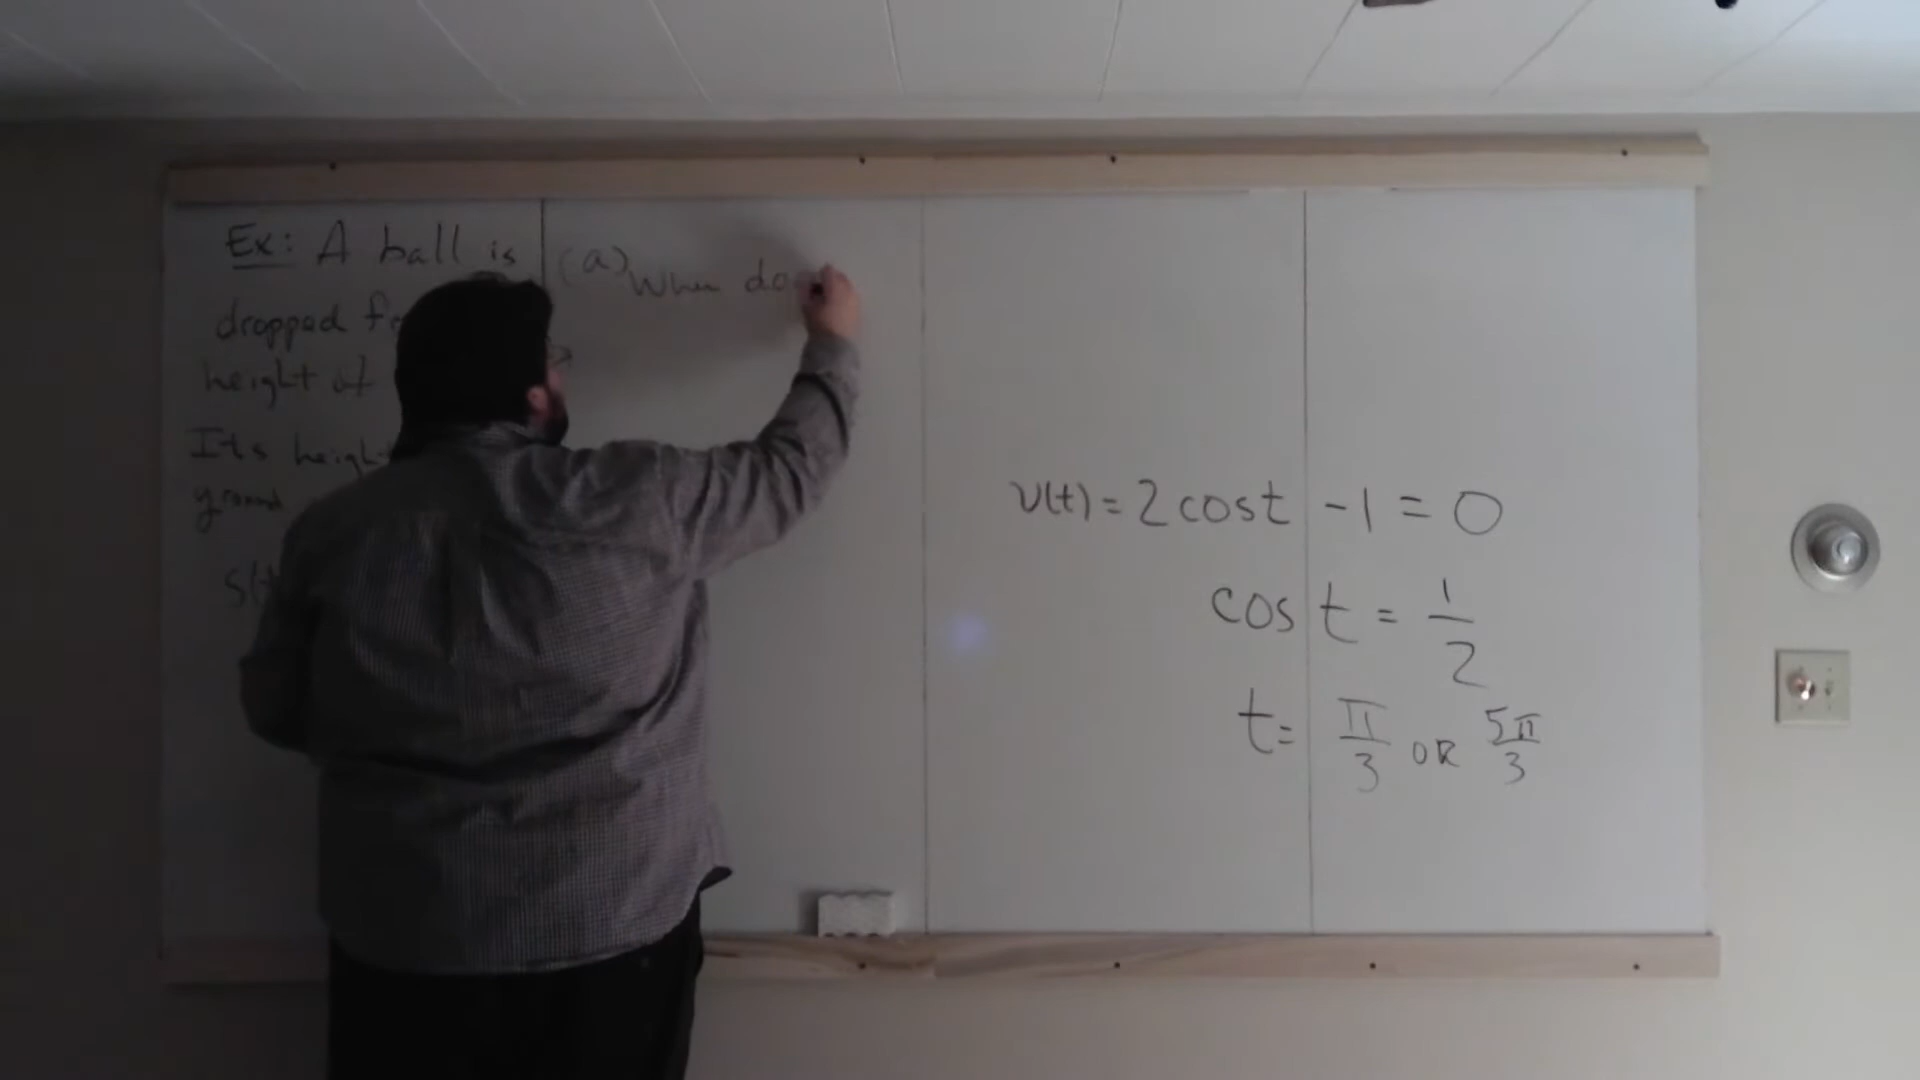 Ex: A ball is
dropped
height of
Its height
ground
s(t
(a) When do
v(t) = 2 cos t - 1 = 0
cos t = 1/2
t = π/3 OR 5π/3